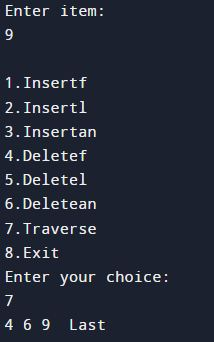 Enter item:
9
1.Insertf
2.Insertl
3.Insertan
4.Deletef
5.Deletel
6.Deletean
7.Traverse
8.Exit
Enter your choice:
7
4 6 9  Last